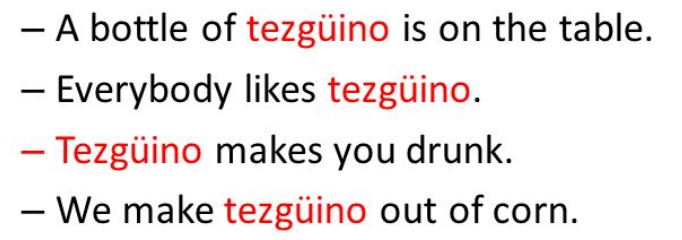 – A bottle of tezgüino is on the table.
– Everybody likes tezgüino.
– Tezgüino makes you drunk.
– We make tezgüino out of corn.